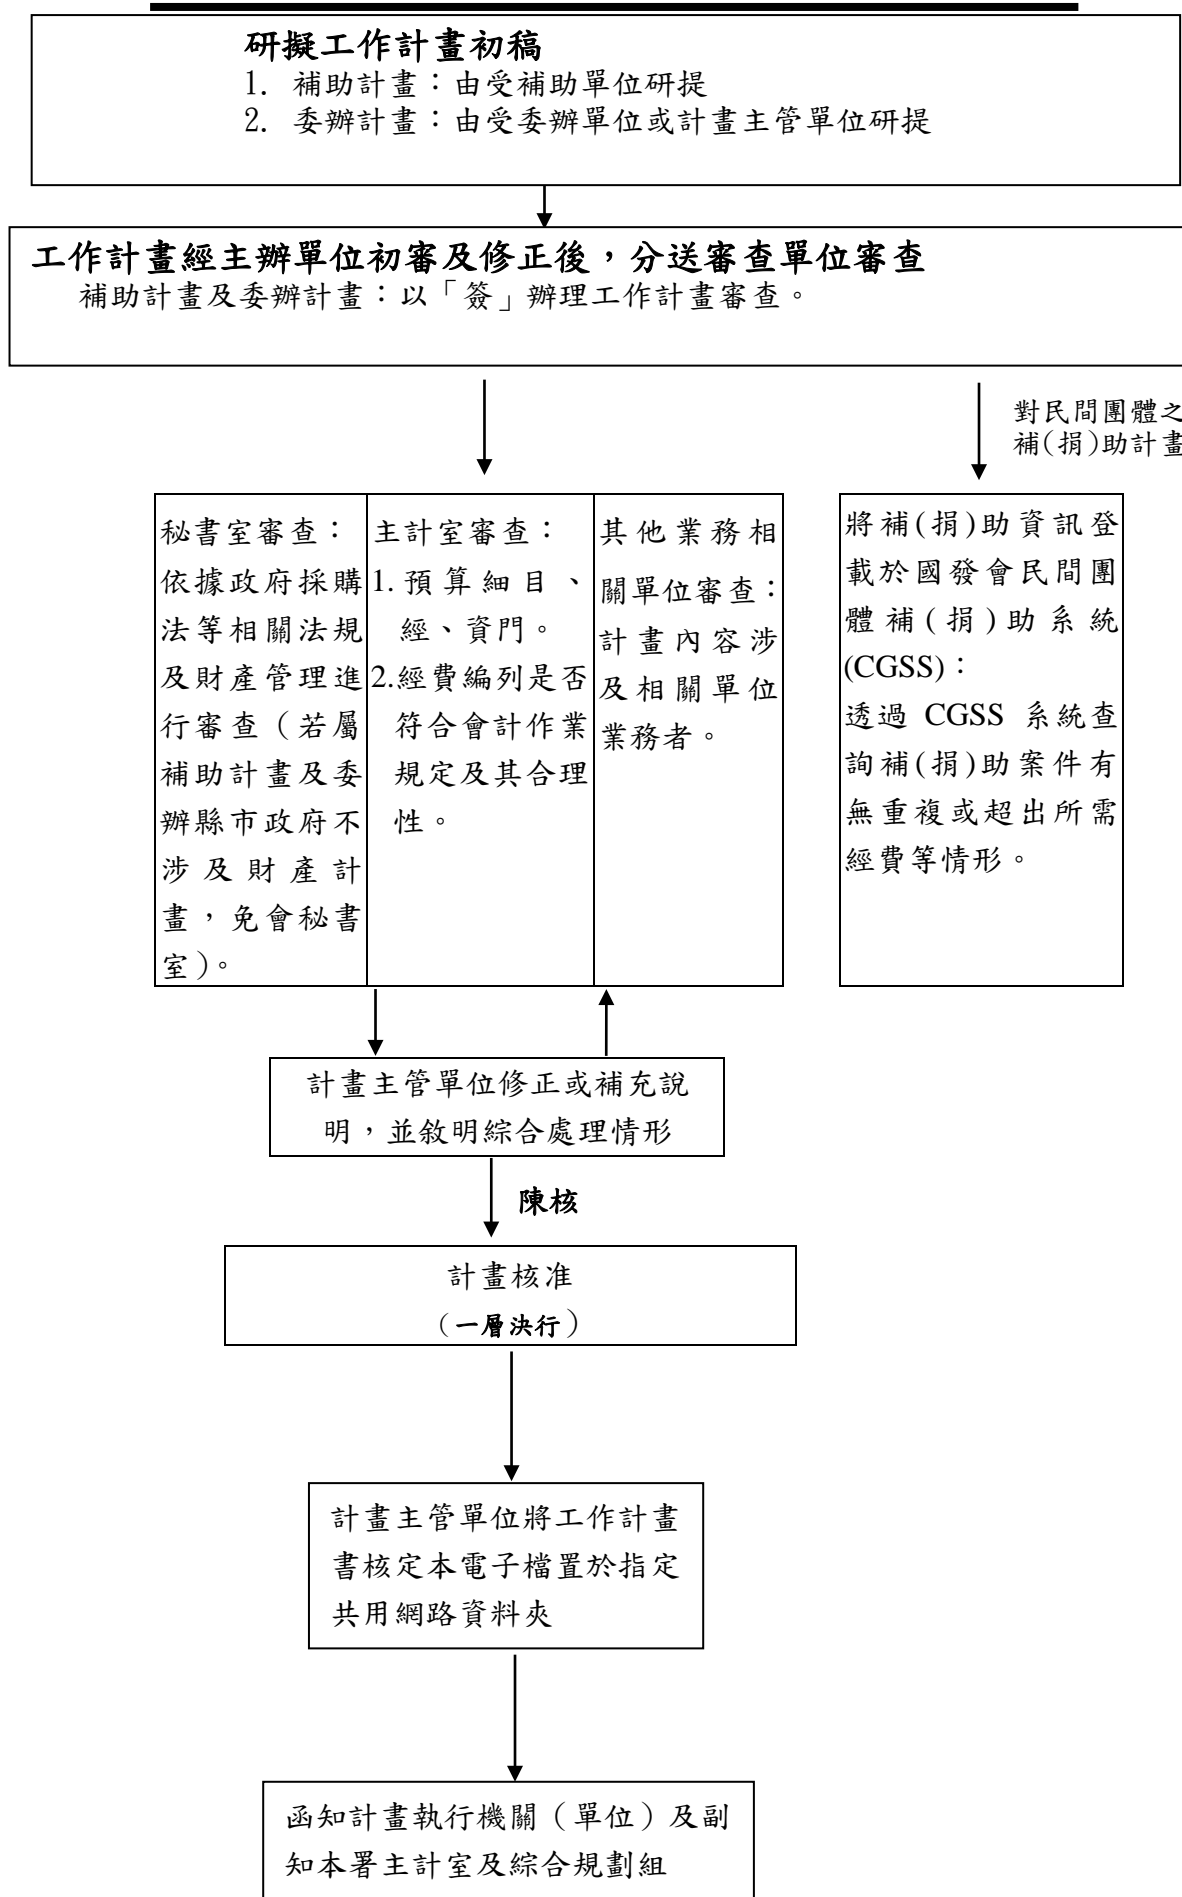 研擬工作計畫初稿
1. 補助計畫：由受補助單位研提
2. 委辦計畫：由受委辦單位或計畫主管單位研提
工作計畫經主辦單位初審及修正後，分送審查單位審查
補助計畫及委辦計畫：以「簽」辦理工作計畫審查。
對民間團體之
補(捐)助計畫
秘書室審查：
依據政府採購
法等相關法規
及財產管理進
行審查（若屬
補助計畫及委
辦縣市政府不
涉及財產計
畫，免會秘書
室）。
主計室審查：
1.預算細目、
經、資門。
2.經費編列是否
符合會計作業
規定及其合理
性。
其他業務相
關單位審查：
計畫內容涉
及相關單位
業務者。
將補(捐)助資訊登
載於國發會民間團
體補(捐)助系統
(CGSS)：
透過 CGSS 系統查
詢補(捐)助案件有
無重複或超出所需
經費等情形。
計畫主管單位修正或補充說
明，並敘明綜合處理情形
陳核
計畫核准
（一層決行）
計畫主管單位將工作計畫
書核定本電子檔置於指定
共用網路資料夾
函知計畫執行機關（單位）及副
知本署主計室及綜合規劃組